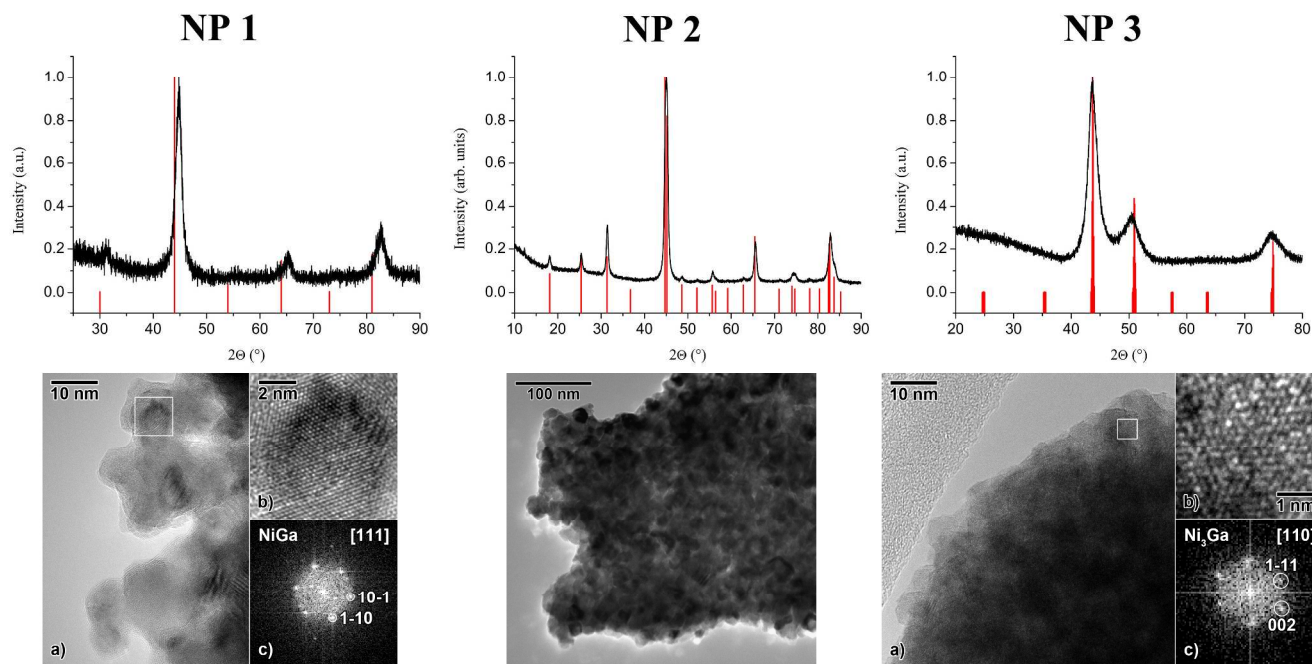 NP 1
NP 2
NP 3
Intensity (a.u.)
1.0
0.8
0.6
0.4
0.2
0.0
30 40 50 60 70 80 90
2Θ (°)
Intensity (arb. units)
1.0
0.8
0.6
0.4
0.2
0.0
10 20 30 40 50 60 70 80 90
2Θ (°)
Intensity (a.u.)
1.0
0.8
0.6
0.4
0.2
0.0
20 30 40 50 60 70 80
2Θ (°)
10 nm
a)
2 nm
b)
NiGa [111]
10-1
1-10
c)
100 nm
10 nm
a)
b)
1 nm
Ni₃Ga [110]
1-11
002
c)